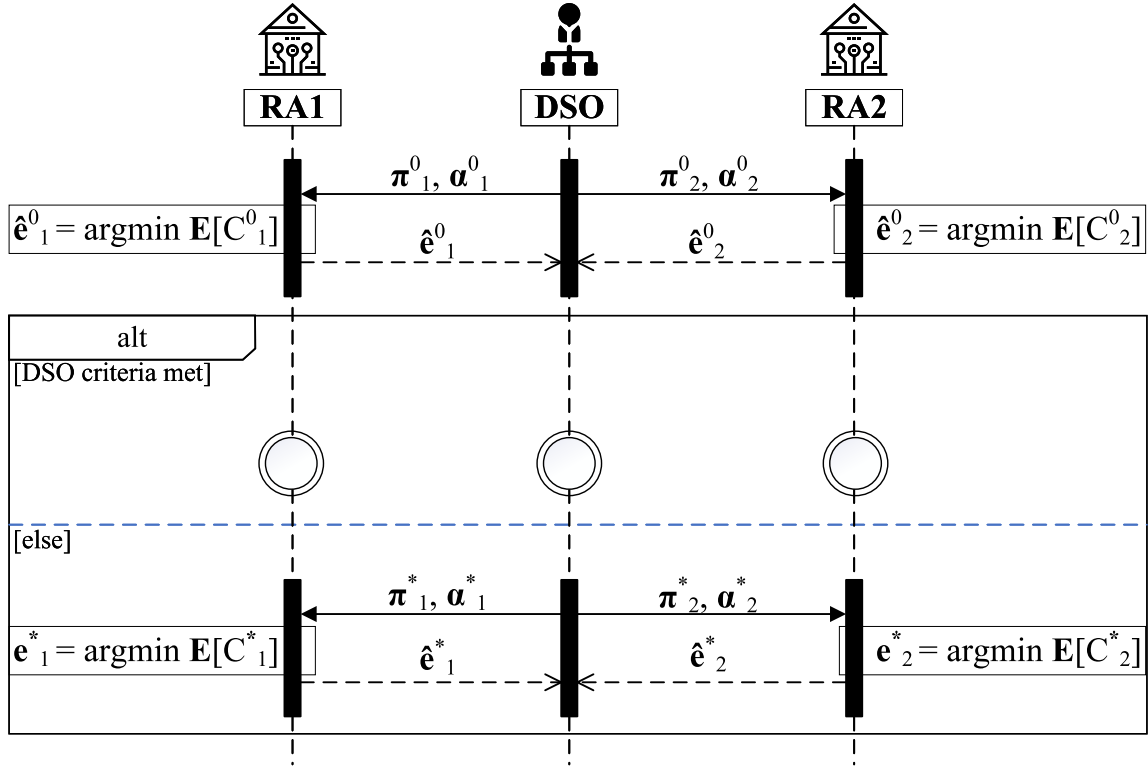 RA1 DSO RA2
π⁰₁, α⁰₁ π⁰₂, α⁰₂
ê⁰₁ = argmin E[C⁰₁] ê⁰₁ ê⁰₂ ê⁰₂ = argmin E[C⁰₂]
alt
[DSO criteria met]
[else]
π*₁, α*₁ π*₂, α*₂
e*₁ = argmin E[C*₁] ê*₁ ê*₂ e*₂ = argmin E[C*₂]